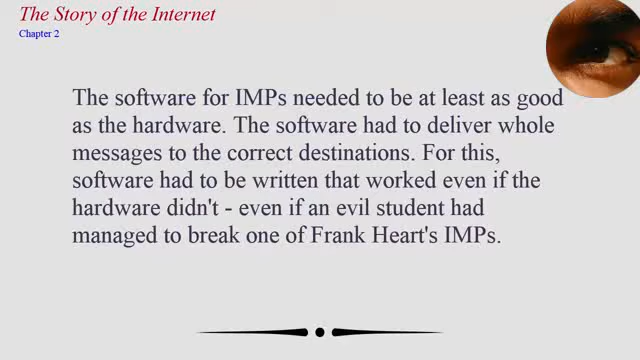 The Story of the Internet
Chapter 2
The software for IMPs needed to be at least as good
as the hardware. The software had to deliver whole
messages to the correct destinations. For this,
software had to be written that worked even if the
hardware didn't - even if an evil student had
managed to break one of Frank Heart's IMPs.